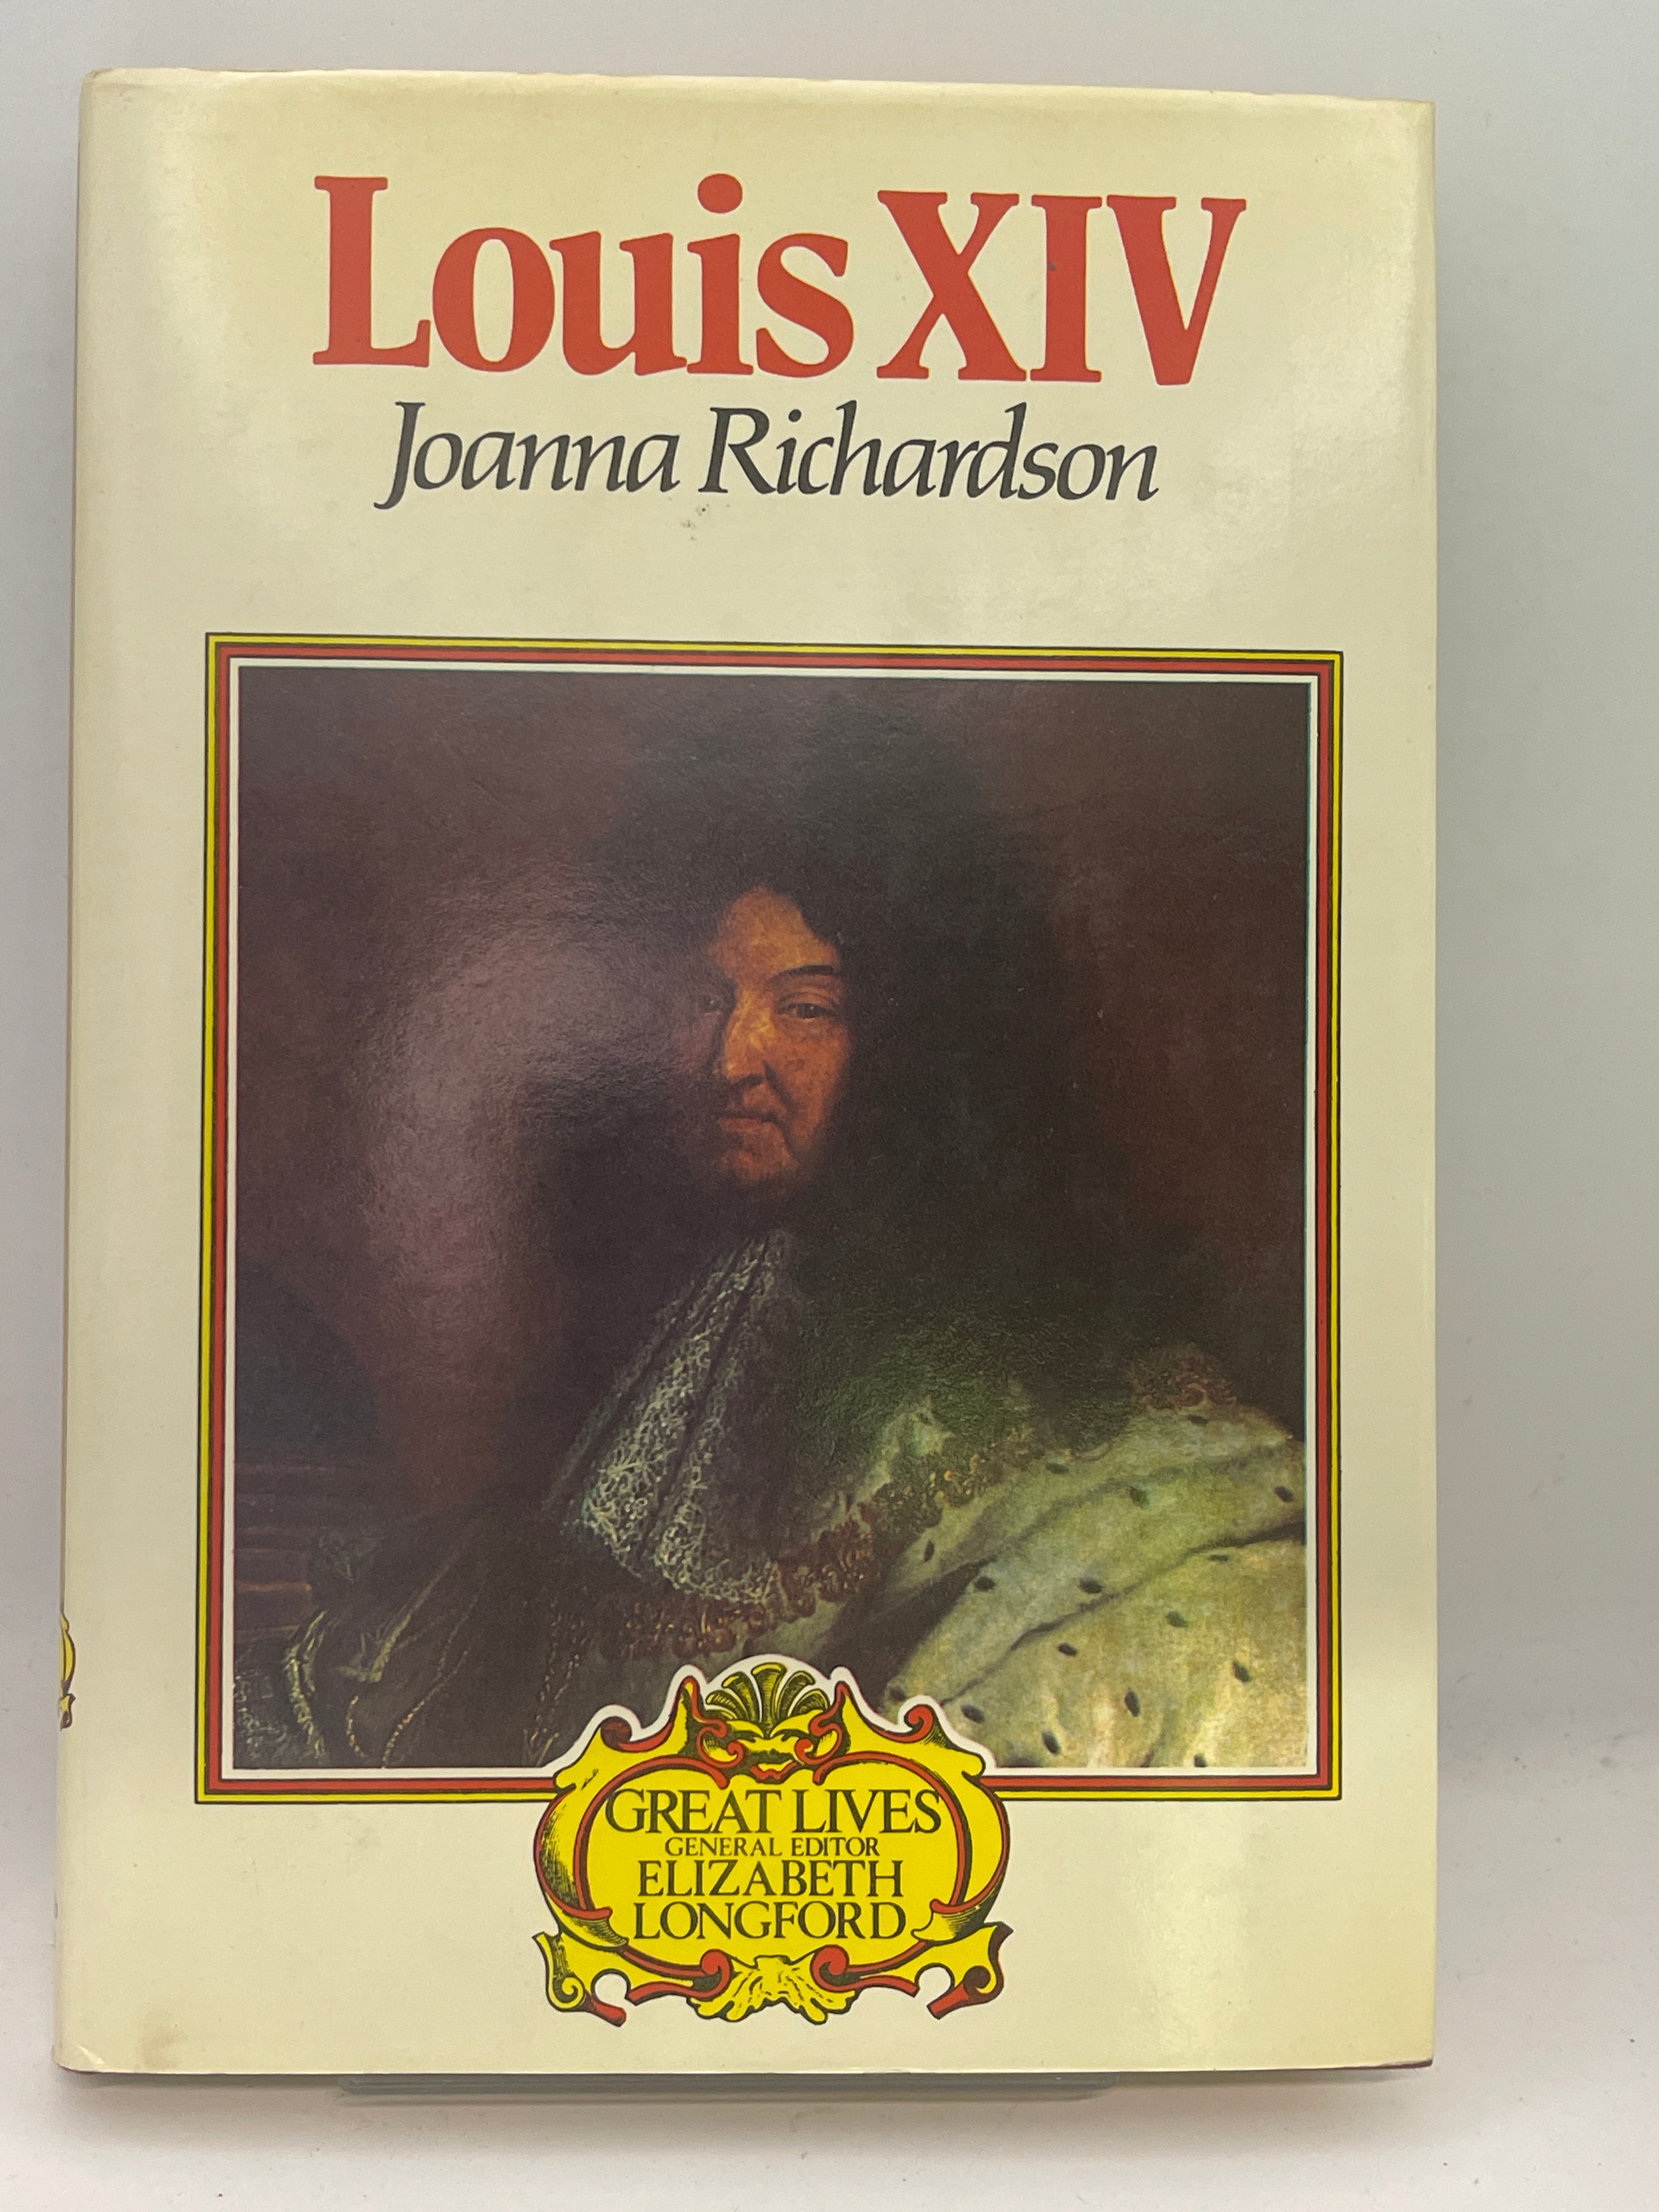 Louis XIV
Joanna Richardson
GREAT LIVES
GENERAL EDITOR
ELIZABETH
LONGFORD